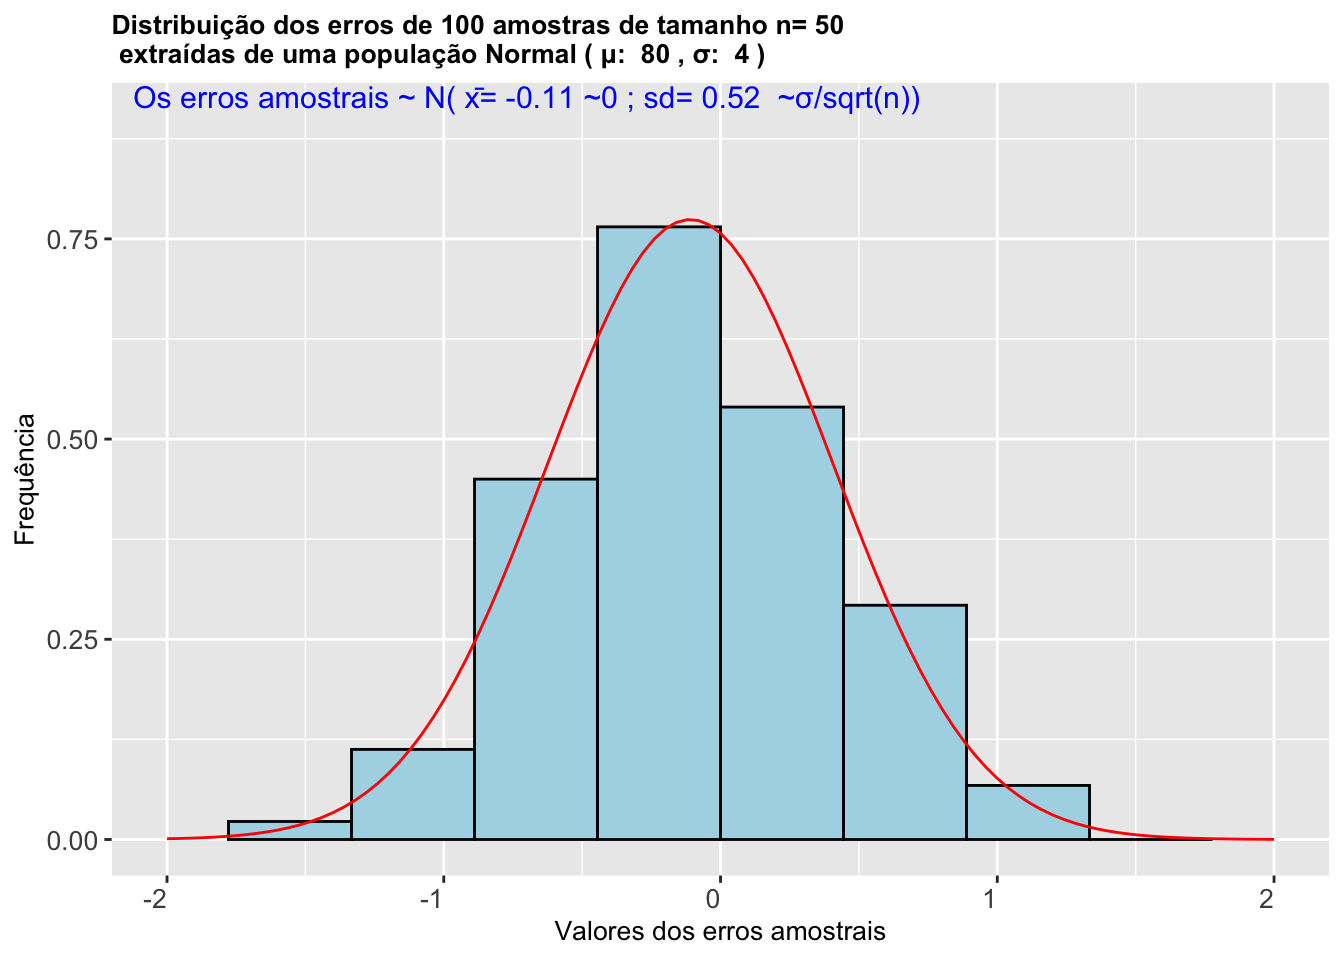 Distribuição dos erros de 100 amostras de tamanho n= 50
extraídas de uma população Normal ( μ:  80 , σ:  4 )
Os erros amostrais ~ N( x̄= -0.11 ~0 ; sd= 0.52  ~σ/sqrt(n))
0.75
0.50
0.25
0.00
Frequência
-2
-1
0
1
2
Valores dos erros amostrais